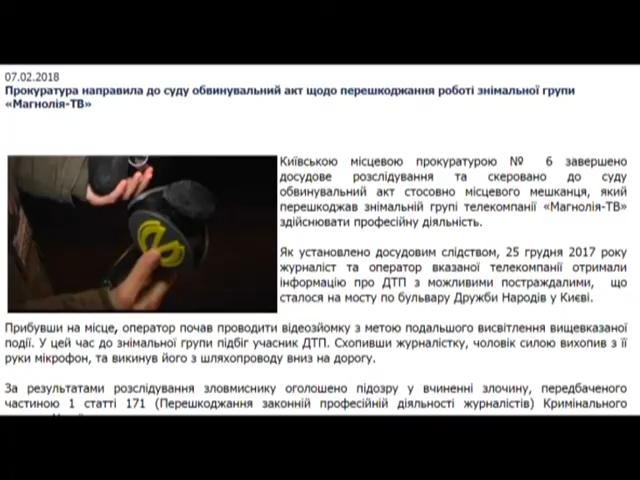 07.02.2018
Прокуратура направила до суду обвинувальний акт щодо перешкоджання роботі знімальної групи
«Магнолія-ТВ»
Київською місцевою прокуратурою № 6 завершено
досудове розслідування та скеровано до суду
обвинувальний акт стосовно місцевого мешканця, який
перешкоджав знімальній групі телекомпанії «Магнолія-ТВ»
здійснювати професійну діяльність.
Як установлено досудовим слідством, 25 грудня 2017 року
журналіст та оператор вказаної телекомпанії отримали
інформацію про ДТП з можливими постраждалими, що
сталося на мосту по бульвару Дружби Народів у Києві.
Прибувши на місце, оператор почав проводити відеозйомку з метою подальшого висвітлення вищевказаної
події. У цей час до знімальної групи підбіг учасник ДТП. Схопивши журналістку, чоловік силою вихопив з її
руки мікрофон, та викинув його з шляхопроводу вниз на дорогу.
За результатами розслідування зловмиснику оголошено підозру у вчиненні злочину, передбаченого
частиною 1 статті 171 (Перешкоджання законній професійній діяльності журналістів) Кримінального